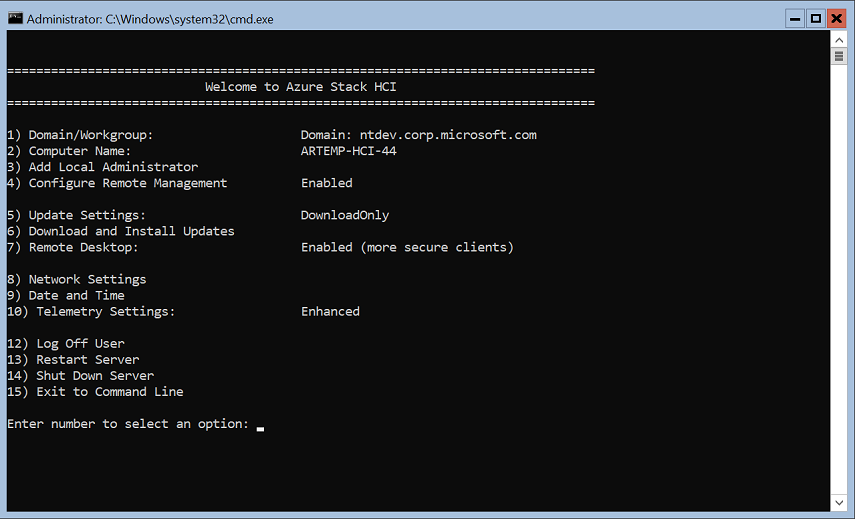 Administrator: C:\Windows\system32\cmd.exe
================================================================================
Welcome to Azure Stack HCI
================================================================================
1) Domain/Workgroup: Domain: ntdev.corp.microsoft.com
2) Computer Name: ARTEMP-HCI-44
3) Add Local Administrator
4) Configure Remote Management Enabled
5) Update Settings: DownloadOnly
6) Download and Install Updates
7) Remote Desktop: Enabled (more secure clients)
8) Network Settings
9) Date and Time
10) Telemetry Settings: Enhanced
12) Log Off User
13) Restart Server
14) Shut Down Server
15) Exit to Command Line
Enter number to select an option: